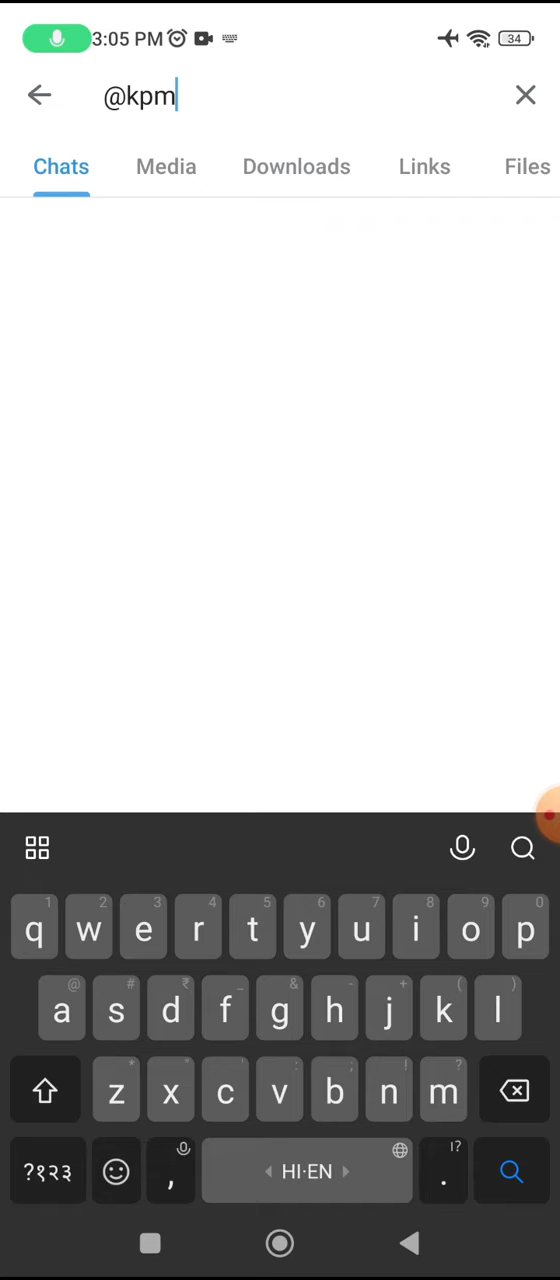 3:05 PM 34
@kpm
Chats Media Downloads Links Files
1 2 3 4 5 6 7 8 9 0
q w e r t y u i o p
@ # ₹ _ & - + ( )
a s d f g h j k l
* " ' : ; ! ?
z x c v b n m
!?
?१२३ , HI·EN .